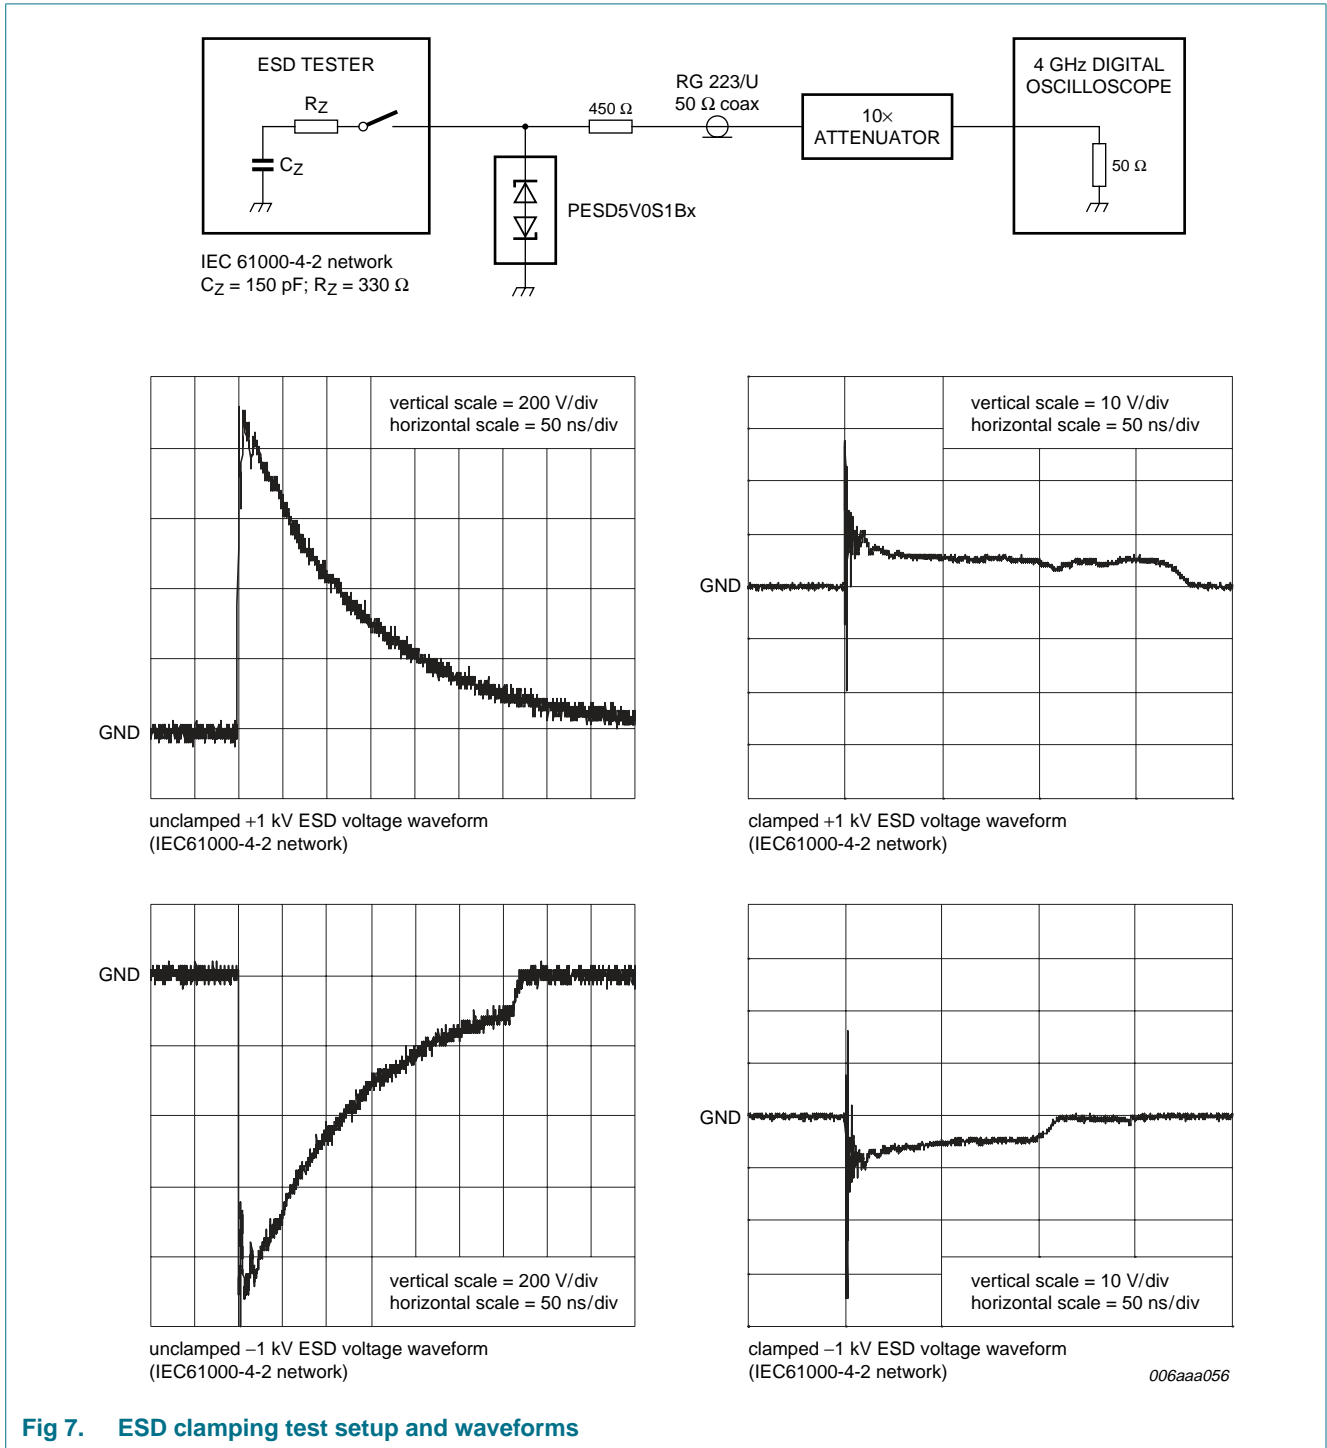 ESD TESTER
RZ
CZ
IEC 61000-4-2 network
CZ = 150 pF; RZ = 330 Ω
450 Ω
RG 223/U
50 Ω coax
PESD5V0S1Bx
10×
ATTENUATOR
4 GHz DIGITAL
OSCILLOSCOPE
50 Ω
vertical scale = 200 V/div
horizontal scale = 50 ns/div
GND
unclamped +1 kV ESD voltage waveform
(IEC61000-4-2 network)
vertical scale = 10 V/div
horizontal scale = 50 ns/div
GND
clamped +1 kV ESD voltage waveform
(IEC61000-4-2 network)
GND
vertical scale = 200 V/div
horizontal scale = 50 ns/div
unclamped −1 kV ESD voltage waveform
(IEC61000-4-2 network)
GND
vertical scale = 10 V/div
horizontal scale = 50 ns/div
clamped −1 kV ESD voltage waveform
(IEC61000-4-2 network)
006aaa056
Fig 7. ESD clamping test setup and waveforms